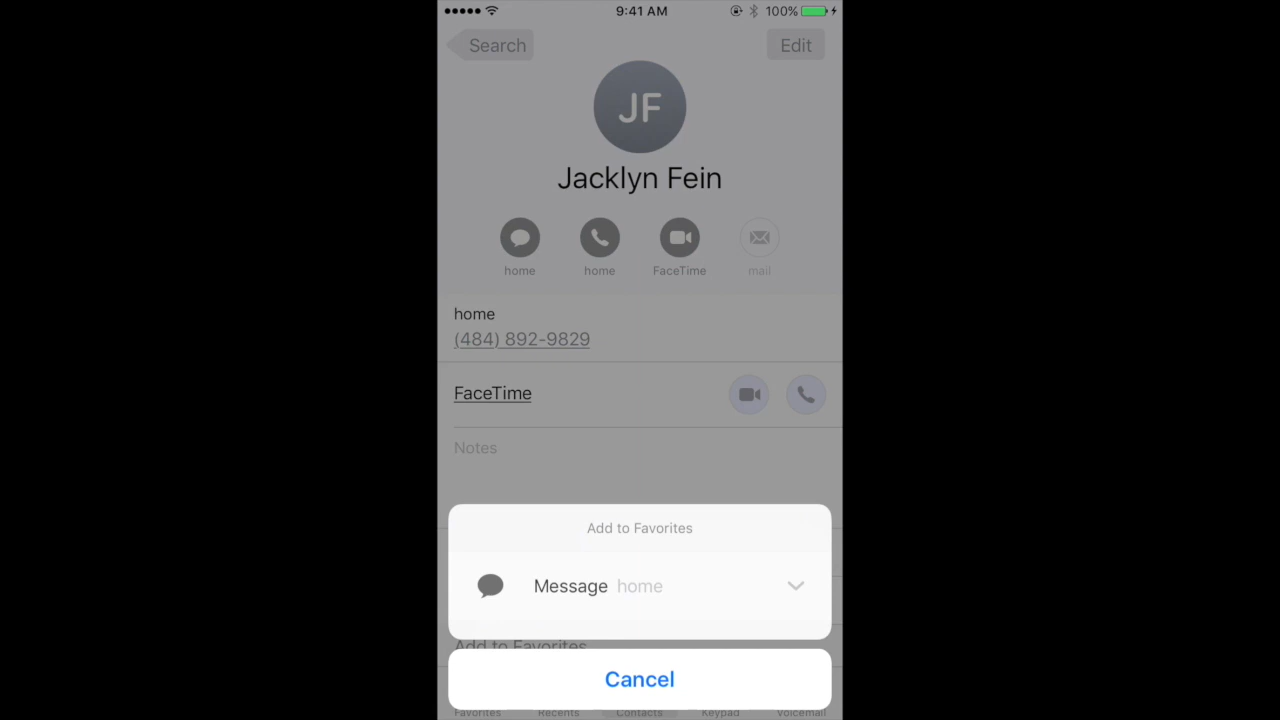 9:41 AM
100%
Search
Edit
JF
Jacklyn Fein
home
home
FaceTime
mail
home
(484) 892-9829
FaceTime
Notes
Add to Favorites
Message home
Add to Favorites
Cancel
Favorites
Recents
Contacts
Keypad
Voicemail